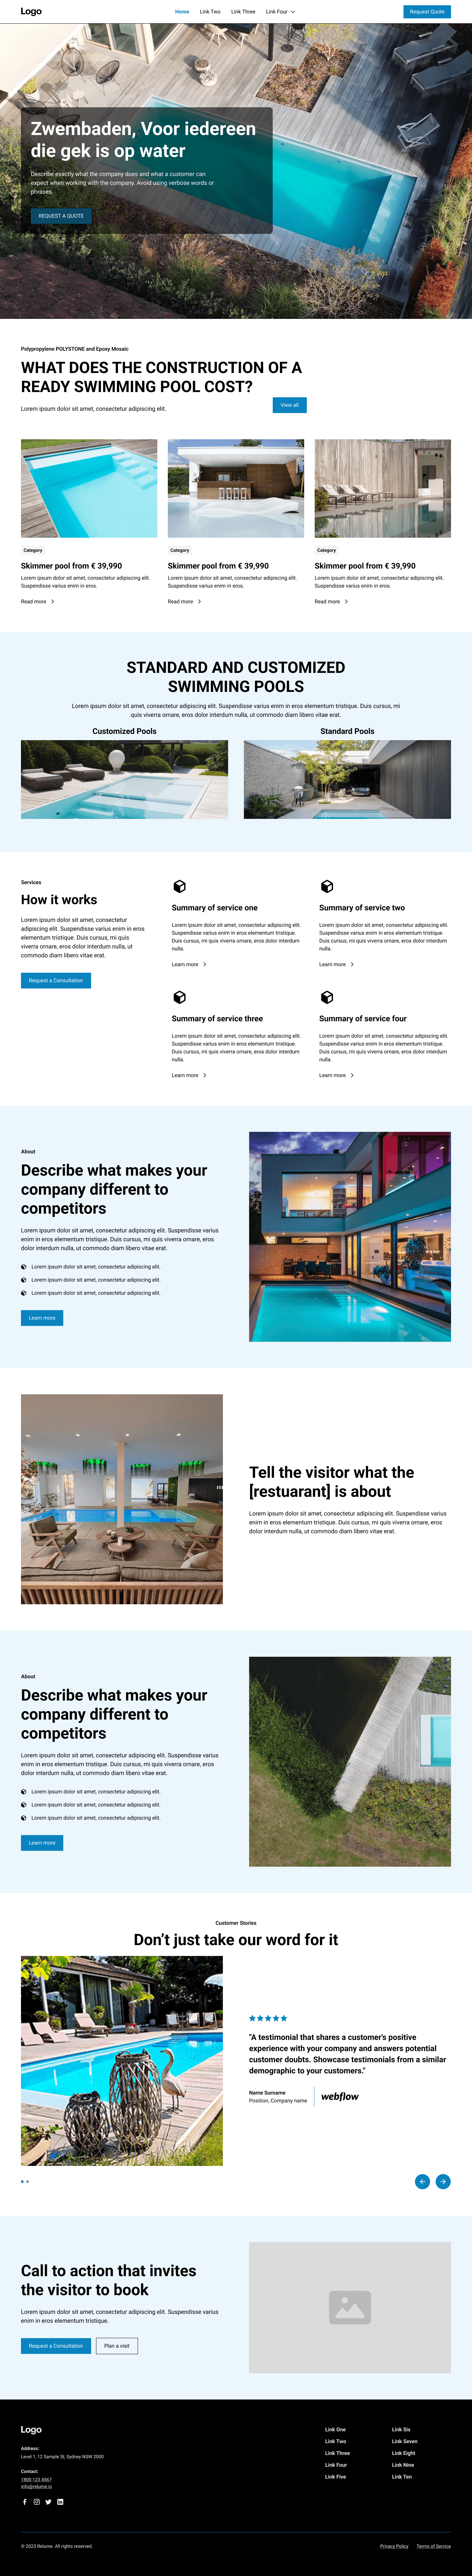 Logo
Home Link Two Link Three Link Four
Request Quote
Zwembaden, Voor iedereen
die gek is op water
Describe exactly what the company does and what a customer can
expect when working with the company. Avoid using verbose words or
phrases.
REQUEST A QUOTE
Polypropylene POLYSTONE and Epoxy Mosaic
WHAT DOES THE CONSTRUCTION OF A
READY SWIMMING POOL COST?
Lorem ipsum dolor sit amet, consectetur adipiscing elit.
View all
Category
Skimmer pool from € 39,990
Lorem ipsum dolor sit amet, consectetur adipiscing elit.
Suspendisse varius enim in eros.
Read more
Category
Skimmer pool from € 39,990
Lorem ipsum dolor sit amet, consectetur adipiscing elit.
Suspendisse varius enim in eros.
Read more
Category
Skimmer pool from € 39,990
Lorem ipsum dolor sit amet, consectetur adipiscing elit.
Suspendisse varius enim in eros.
Read more
STANDARD AND CUSTOMIZED
SWIMMING POOLS
Lorem ipsum dolor sit amet, consectetur adipiscing elit. Suspendisse varius enim in eros elementum tristique. Duis cursus, mi
quis viverra ornare, eros dolor interdum nulla, ut commodo diam libero vitae erat.
Customized Pools
Standard Pools
Services
How it works
Lorem ipsum dolor sit amet, consectetur
adipiscing elit. Suspendisse varius enim in eros
elementum tristique. Duis cursus, mi quis
viverra ornare, eros dolor interdum nulla, ut
commodo diam libero vitae erat.
Request a Consultation
Summary of service one
Lorem ipsum dolor sit amet, consectetur adipiscing elit.
Suspendisse varius enim in eros elementum tristique.
Duis cursus, mi quis viverra ornare, eros dolor interdum
nulla.
Learn more
Summary of service two
Lorem ipsum dolor sit amet, consectetur adipiscing elit.
Suspendisse varius enim in eros elementum tristique.
Duis cursus, mi quis viverra ornare, eros dolor interdum
nulla.
Learn more
Summary of service three
Lorem ipsum dolor sit amet, consectetur adipiscing elit.
Suspendisse varius enim in eros elementum tristique.
Duis cursus, mi quis viverra ornare, eros dolor interdum
nulla.
Learn more
Summary of service four
Lorem ipsum dolor sit amet, consectetur adipiscing elit.
Suspendisse varius enim in eros elementum tristique.
Duis cursus, mi quis viverra ornare, eros dolor interdum
nulla.
Learn more
About
Describe what makes your
company different to
competitors
Lorem ipsum dolor sit amet, consectetur adipiscing elit. Suspendisse varius
enim in eros elementum tristique. Duis cursus, mi quis viverra ornare, eros
dolor interdum nulla, ut commodo diam libero vitae erat.
Lorem ipsum dolor sit amet, consectetur adipiscing elit.
Lorem ipsum dolor sit amet, consectetur adipiscing elit.
Lorem ipsum dolor sit amet, consectetur adipiscing elit.
Learn more
Tell the visitor what the
[restuarant] is about
Lorem ipsum dolor sit amet, consectetur adipiscing elit. Suspendisse varius
enim in eros elementum tristique. Duis cursus, mi quis viverra ornare, eros
dolor interdum nulla, ut commodo diam libero vitae erat.
About
Describe what makes your
company different to
competitors
Lorem ipsum dolor sit amet, consectetur adipiscing elit. Suspendisse varius
enim in eros elementum tristique. Duis cursus, mi quis viverra ornare, eros
dolor interdum nulla, ut commodo diam libero vitae erat.
Lorem ipsum dolor sit amet, consectetur adipiscing elit.
Lorem ipsum dolor sit amet, consectetur adipiscing elit.
Lorem ipsum dolor sit amet, consectetur adipiscing elit.
Learn more
Customer Stories
Don’t just take our word for it
"A testimonial that shares a customer's positive
experience with your company and answers potential
customer doubts. Showcase testimonials from a similar
demographic to your customers."
Name Surname
Position, Company name
webflow
Call to action that invites
the visitor to book
Lorem ipsum dolor sit amet, consectetur adipiscing elit. Suspendisse varius
enim in eros elementum tristique.
Request a Consultation
Plan a visit
Logo
Address:
Level 1, 12 Sample St, Sydney NSW 2000
Contact:
1800 123 4567
info@relume.io
Link One
Link Two
Link Three
Link Four
Link Five
Link Six
Link Seven
Link Eight
Link Nine
Link Ten
© 2023 Relume. All rights reserved.
Privacy Policy
Terms of Service